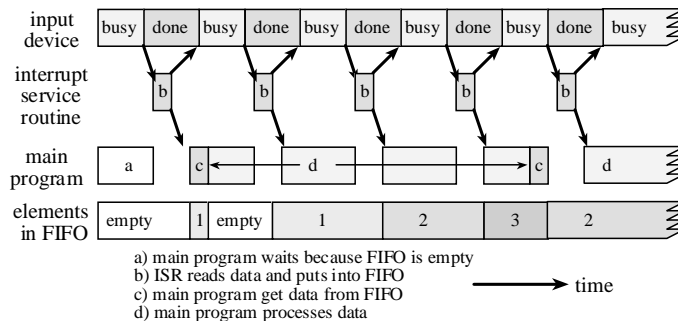 input device
busy done busy done busy done busy done busy done busy
interrupt service routine
b b b b b
main program
a c d c d
elements in FIFO
empty 1 empty 1 2 3 2
a) main program waits because FIFO is empty
b) ISR reads data and puts into FIFO
c) main program get data from FIFO
d) main program processes data
time